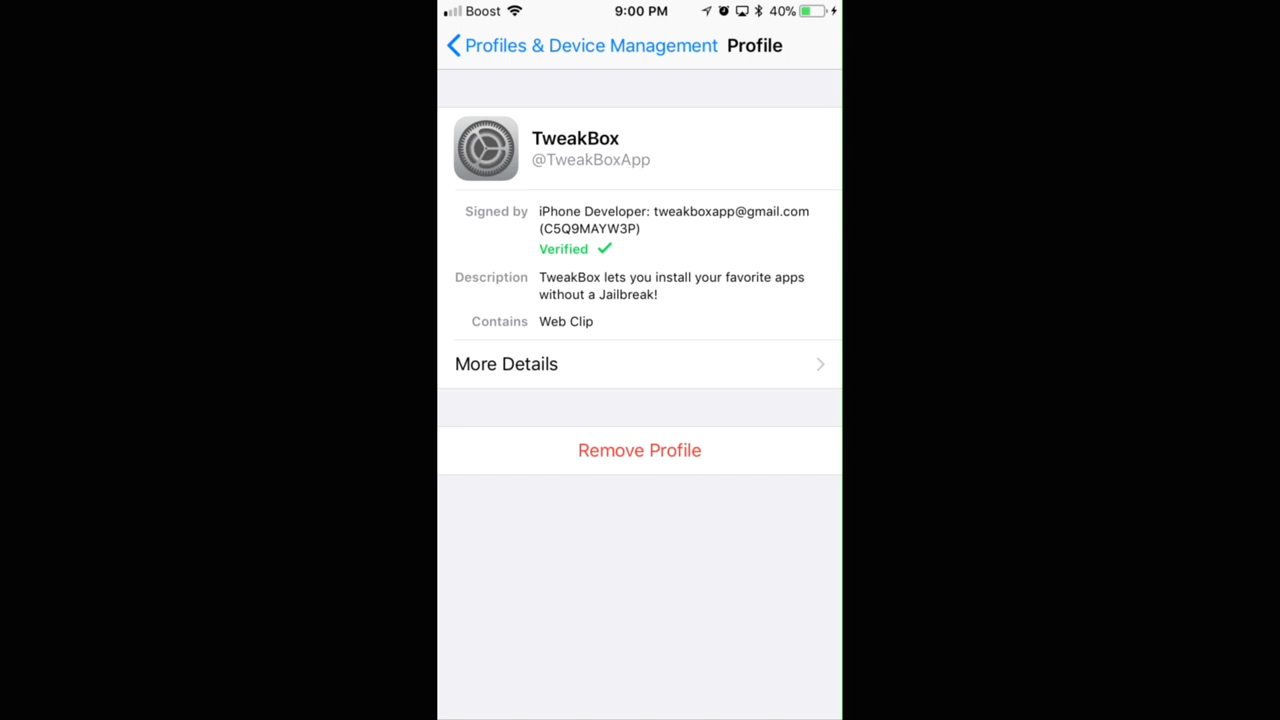 Boost 9:00 PM 40%
Profiles & Device Management Profile
TweakBox
@TweakBoxApp
Signed by iPhone Developer: tweakboxapp@gmail.com
(C5Q9MAYW3P)
Verified
Description TweakBox lets you install your favorite apps
without a Jailbreak!
Contains Web Clip
More Details
Remove Profile